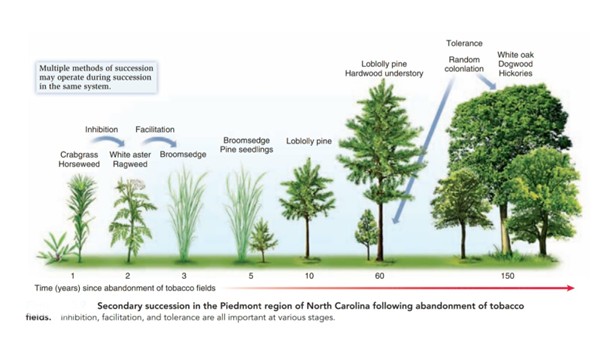 Multiple methods of succession
may operate during succession
in the same system.
Tolerance
Random
colonlation
White oak
Dogwood
Hickories
Loblolly pine
Hardwood understory
Inhibition
Facilitation
Crabgrass
Horseweed
White aster
Ragweed
Broomsedge
Broomsedge
Pine seedlings
Loblolly pine
1
2
3
5
10
60
150
Time (years) since abandonment of tobacco fields
Secondary succession in the Piedmont region of North Carolina following abandonment of tobacco
fields. Inhibition, facilitation, and tolerance are all important at various stages.